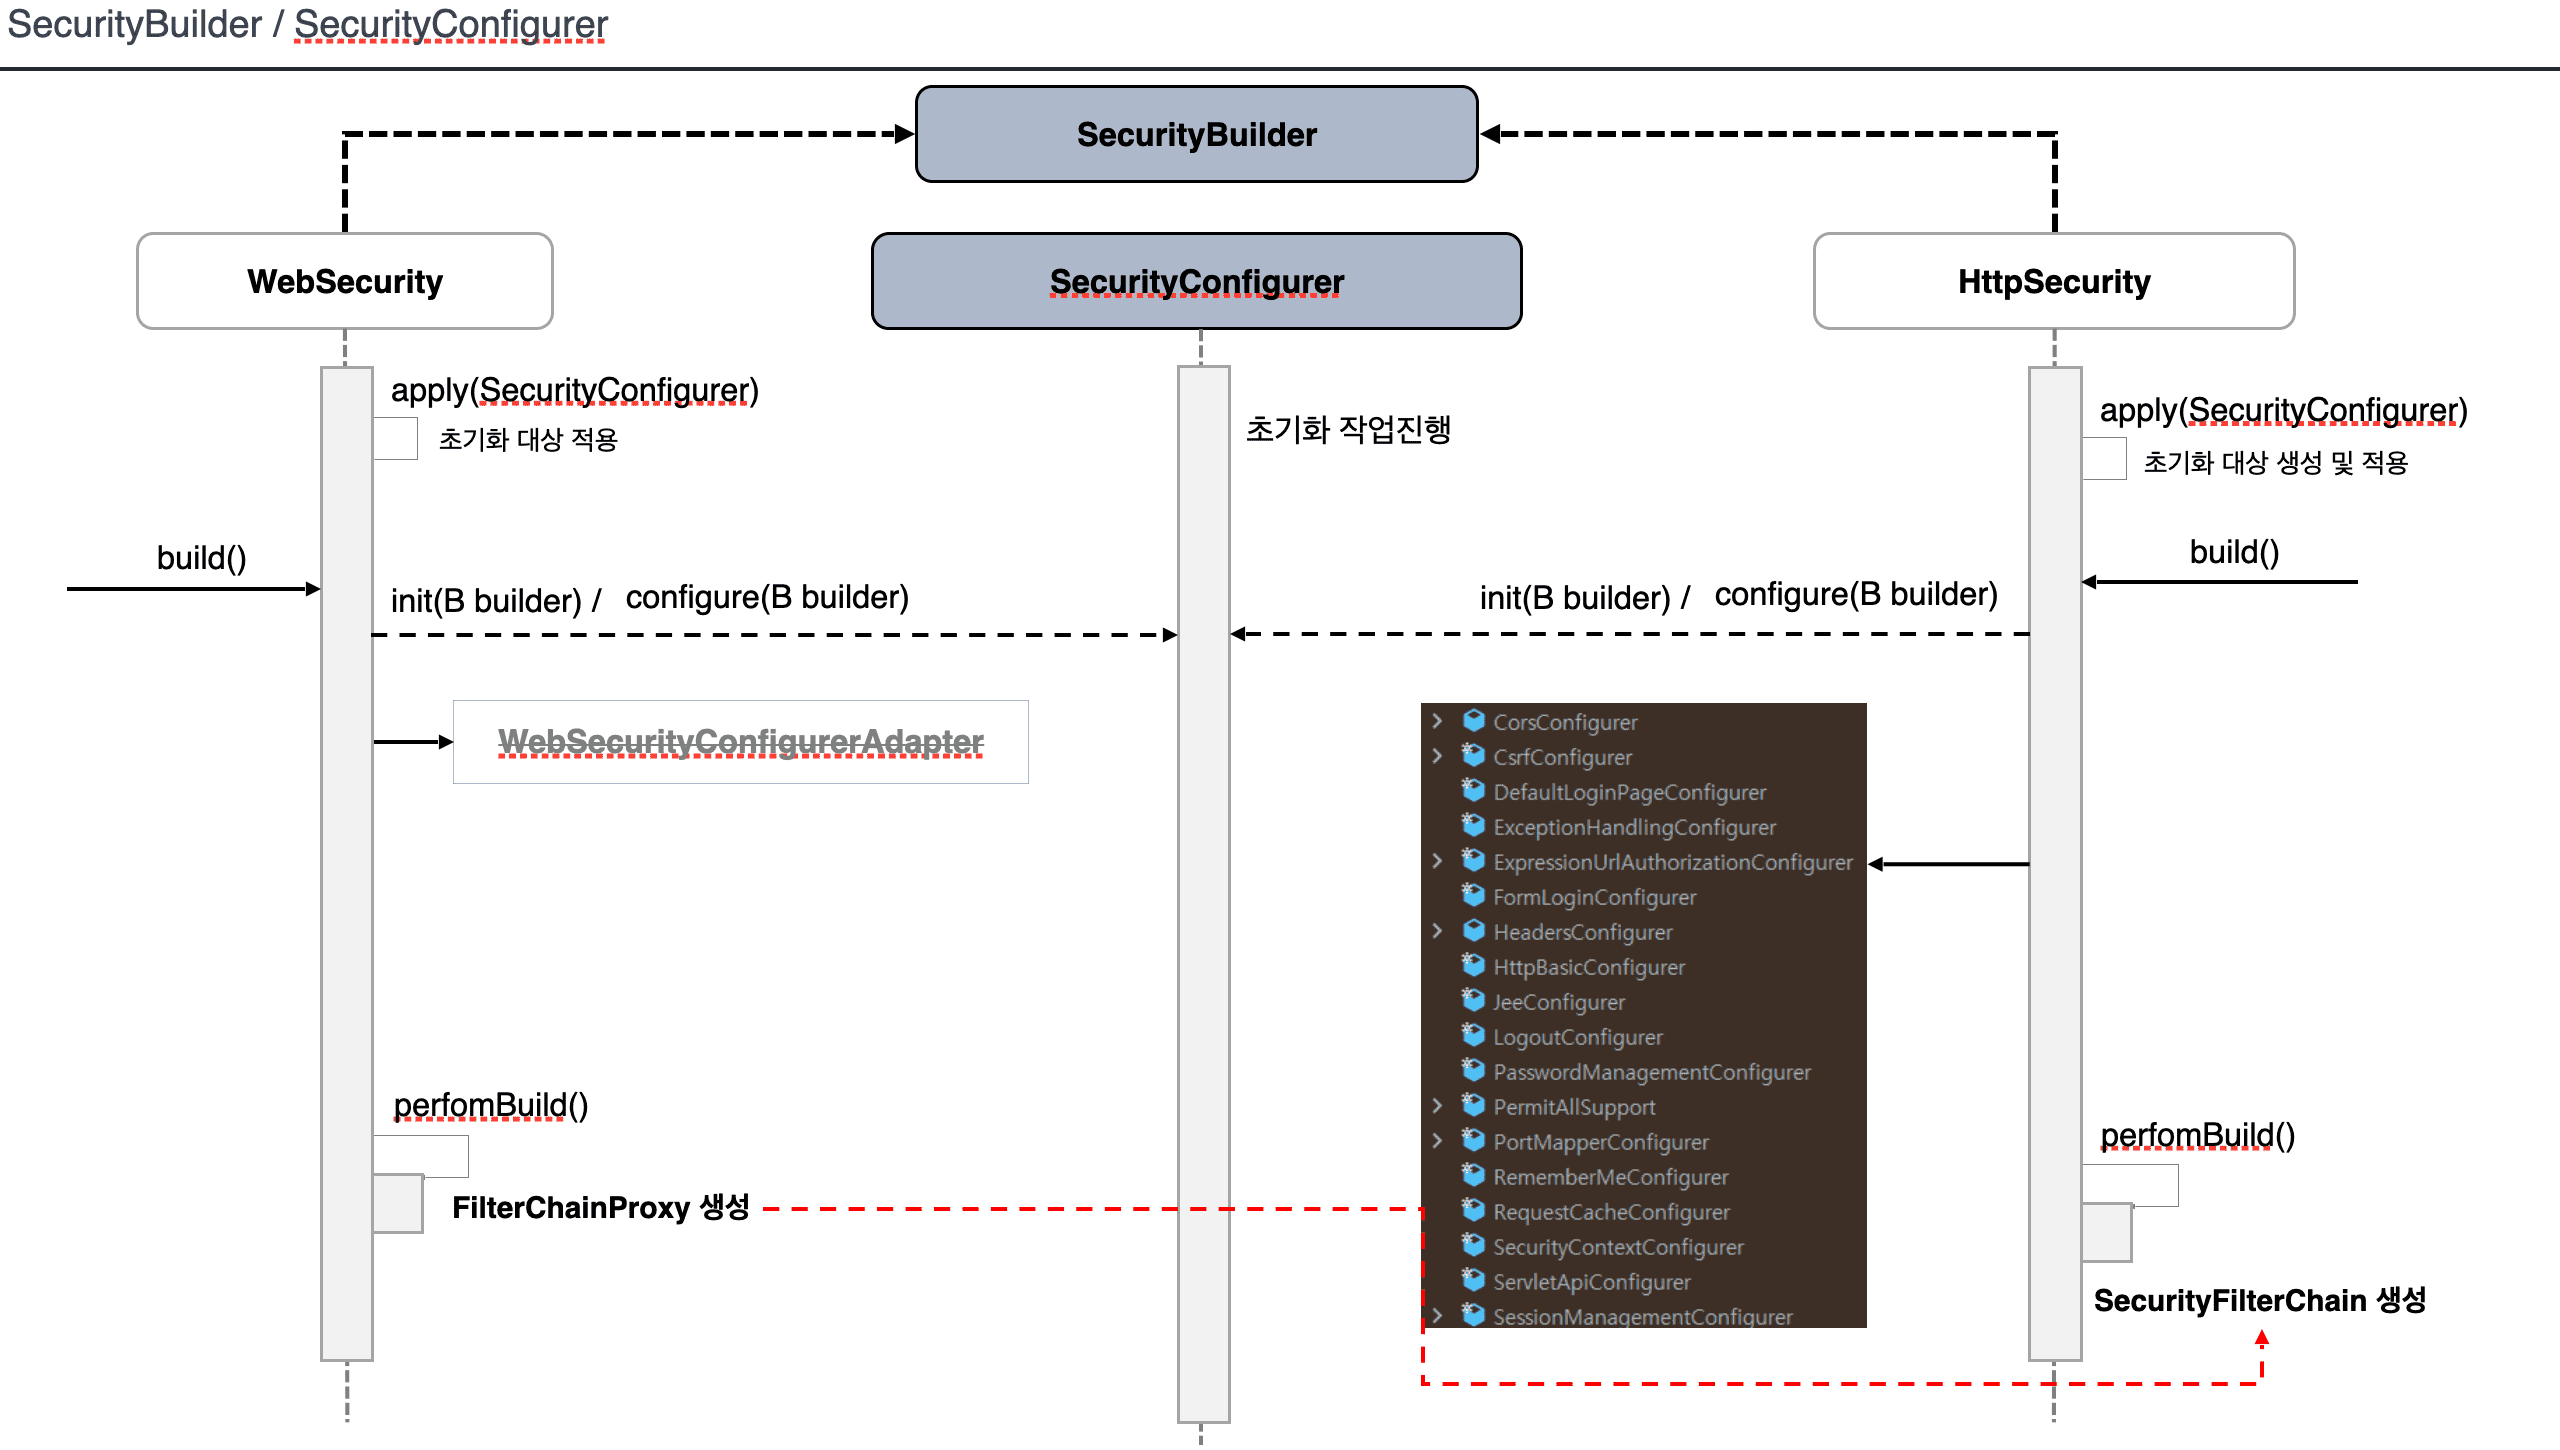 SecurityBuilder / SecurityConfigurer
SecurityBuilder
WebSecurity
SecurityConfigurer
HttpSecurity
apply(SecurityConfigurer)
초기화 대상 적용
초기화 작업진행
apply(SecurityConfigurer)
초기화 대상 생성 및 적용
build()
init(B builder) / configure(B builder)
init(B builder) / configure(B builder)
build()
WebSecurityConfigurerAdapter
CorsConfigurer
CsrfConfigurer
DefaultLoginPageConfigurer
ExceptionHandlingConfigurer
ExpressionUrlAuthorizationConfigurer
FormLoginConfigurer
HeadersConfigurer
HttpBasicConfigurer
JeeConfigurer
LogoutConfigurer
PasswordManagementConfigurer
PermitAllSupport
PortMapperConfigurer
RememberMeConfigurer
RequestCacheConfigurer
SecurityContextConfigurer
ServletApiConfigurer
SessionManagementConfigurer
perfomBuild()
FilterChainProxy 생성
perfomBuild()
SecurityFilterChain 생성